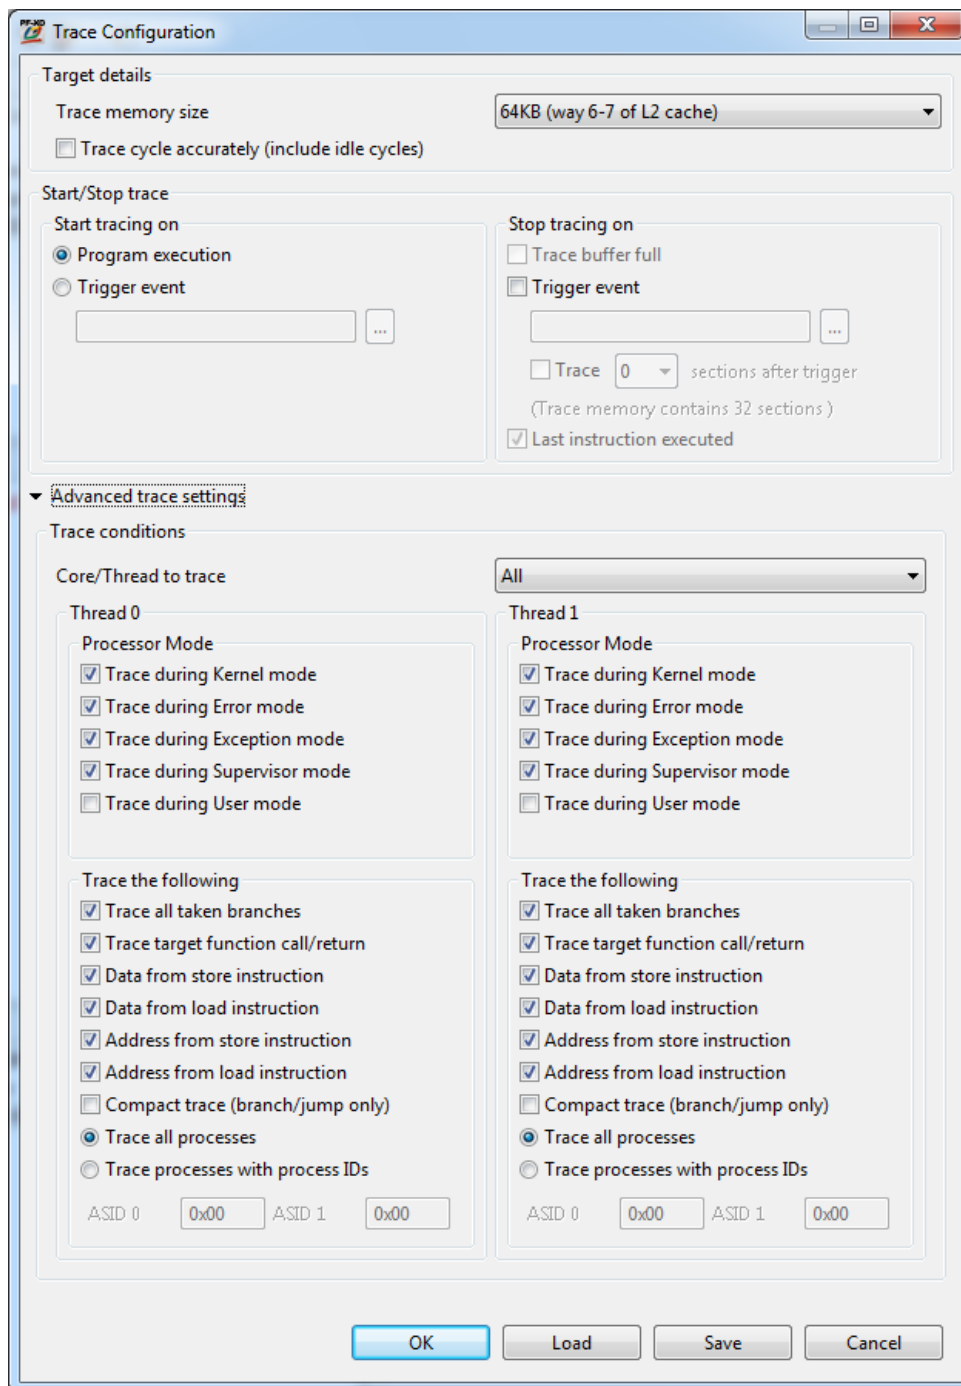 PF-XD
Trace Configuration
Target details
Trace memory size
64KB (way 6-7 of L2 cache)
Trace cycle accurately (include idle cycles)
Start/Stop trace
Start tracing on
Program execution
Trigger event
...
Stop tracing on
Trace buffer full
Trigger event
...
Trace 0 sections after trigger
(Trace memory contains 32 sections )
Last instruction executed
Advanced trace settings
Trace conditions
Core/Thread to trace
All
Thread 0
Processor Mode
Trace during Kernel mode
Trace during Error mode
Trace during Exception mode
Trace during Supervisor mode
Trace during User mode
Trace the following
Trace all taken branches
Trace target function call/return
Data from store instruction
Data from load instruction
Address from store instruction
Address from load instruction
Compact trace (branch/jump only)
Trace all processes
Trace processes with process IDs
ASID 0 0x00 ASID 1 0x00
Thread 1
Processor Mode
Trace during Kernel mode
Trace during Error mode
Trace during Exception mode
Trace during Supervisor mode
Trace during User mode
Trace the following
Trace all taken branches
Trace target function call/return
Data from store instruction
Data from load instruction
Address from store instruction
Address from load instruction
Compact trace (branch/jump only)
Trace all processes
Trace processes with process IDs
ASID 0 0x00 ASID 1 0x00
OK Load Save Cancel